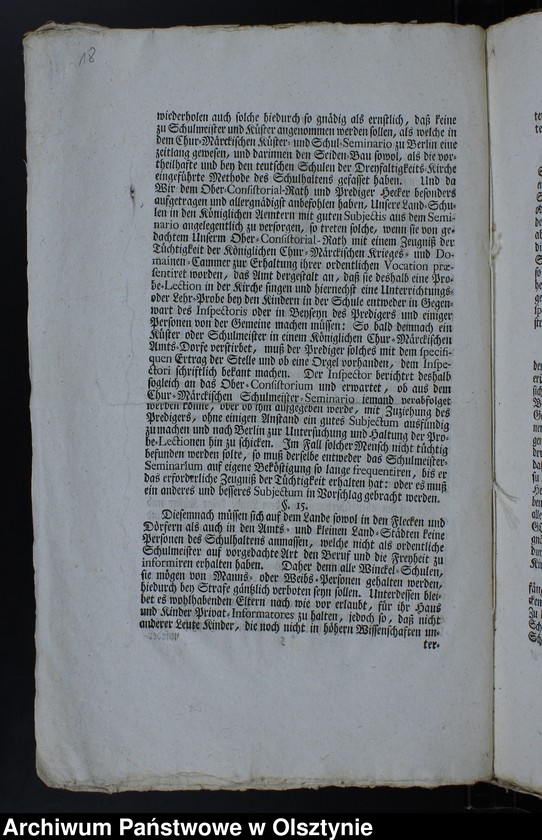 18
wiederholen auch solche hiedurch so gnädig als ernstlich, daß keine
zu Schulmeister und Küster angenommen werden sollen, als welche in
dem Chur-Märckischen Küster- und Schul-Seminario zu Berlin eine
zeitlang gewesen, und darinnen den Seiden-Bau sowol, als die vor-
theilhafte und bey den teutschen Schulen der Dreyfaltigkeits-Kirche
eingeführte Methode des Schulhaltens gefasset haben. Und da
Wir dem Ober-Consistorial-Rath und Prediger Hecker besonders
aufgetragen und allergnädigst anbefohlen haben, Unsere Land-Schu-
len in den Königlichen Aemtern mit guten Subjectis aus dem Semi-
nario angelegentlich zu versorgen, so treten solche, wenn sie von ge-
dachtem Unserm Ober-Consistorial-Rath mit einem Zeugniß der
Tüchtigkeit der Königlichen Chur-Märckischen Krieges- und Do-
mainen-Cammer zur Erhaltung ihrer ordentlichen Vocation præ-
sentiret worden, das Amt dergestalt an, daß sie deshalb eine Pro-
be-Lection in der Kirche singen und hiernechst eine Unterrichtungs-
oder Lehr-Probe bey den Kindern in der Schule entweder in Gegen-
wart des Inspectoris oder in Beyseyn des Predigers und einiger
Personen von der Gemeine machen müssen: So bald demnach ein
Küster oder Schulmeister in einem Königlichen Chur-Märckischen
Amts-Dorfe verstirbet, muß der Prediger solches mit dem specifi-
quen Ertrag der Stelle und ob eine Orgel vorhanden, dem Inspe-
ctori schriftlich bekant machen. Der Inspector berichtet deshalb
sogleich an das Ober-Consistorium und erwartet, ob aus dem
Chur-Märckischen Schulmeister-Seminario jemand verabfolget
werden könne, oder ob ihm aufgegeben werde, mit Zuziehung des
Predigers, ohne einigen Anstand ein gutes Subjectum ausfündig
zu machen und nach Berlin zur Untersuchung und Haltung der Pro-
be-Lectionen hin zu schicken. Im Fall solcher Mensch nicht tüchtig
befunden werden solte, so muß derselbe entweder das Schulmeister-
Seminarium auf eigene Beköstigung so lange frequentiren, bis er
das erforderliche Zeugniß der Tüchtigkeit erhalten hat: oder es muß
ein anderes und besseres Subjectum in Vorschlag gebracht werden.
§. 15.
Diesemnach müssen sich auf dem Lande sowol in den Flecken und
Dörfern als auch in den Amts- und kleinen Land-Städten keine
Personen des Schulhaltens anmassen, welche nicht als ordentliche
Schulmeister auf vorgedachte Art den Beruf und die Freyheit zu
informiren erhalten haben. Daher denn alle Winckel-Schulen,
sie mögen von Manns- oder Weibs-Personen gehalten werden,
hiedurch bey Strafe gäntzlich verboten seyn sollen. Unterdessen blei-
bet es wohlhabenden Eltern nach wie vor erlaubt, für ihr Haus
und Kinder Privat-Informatores zu halten, jedoch so, daß nicht
anderer Leute Kinder, die noch nicht in höhern Wissenschaften un-
ter-
Archiwum Państwowe w Olsztynie